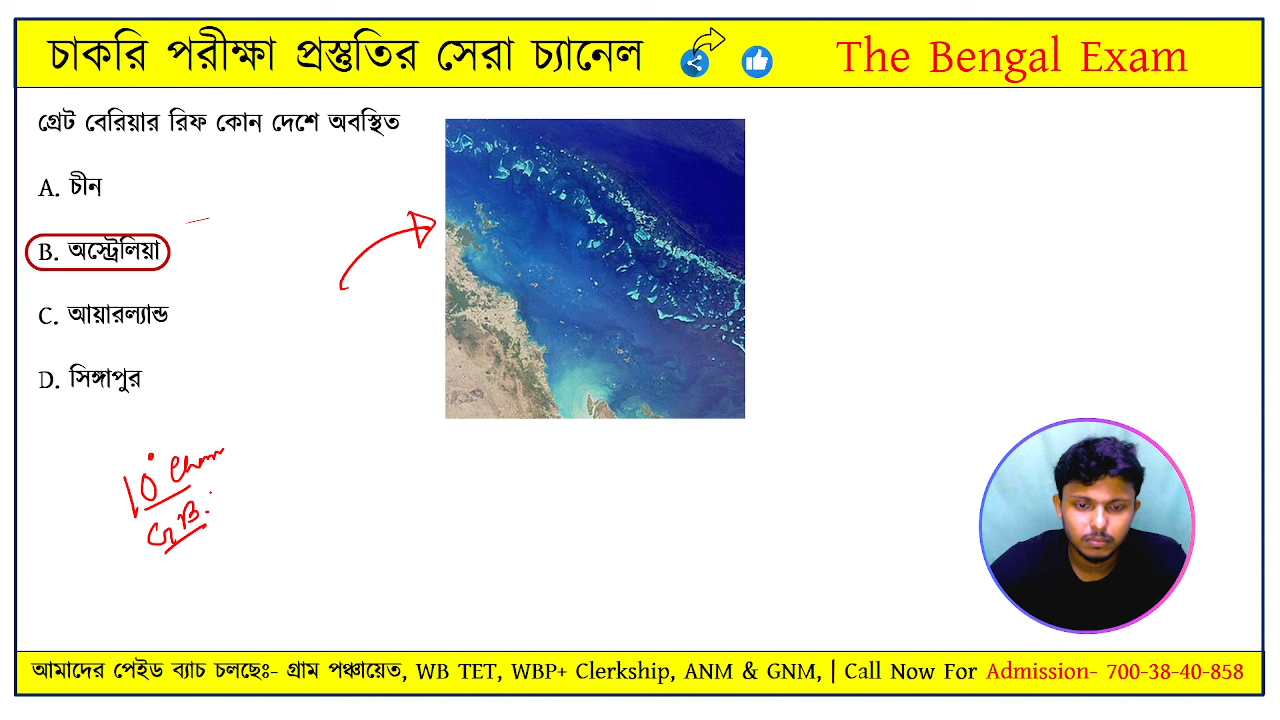 চাকরি পরীক্ষা প্রস্তুতির সেরা চ্যানেল The Bengal Exam
গ্রেট বেরিয়ার রিফ কোন দেশে অবস্থিত
A. চীন
B. অস্ট্রেলিয়া
C. আয়ারল্যান্ড
D. সিঙ্গাপুর
10°
আমাদের পেইড ব্যাচ চলছেঃ- গ্রাম পঞ্চায়েত, WB TET, WBP+ Clerkship, ANM & GNM, | Call Now For Admission- 700-38-40-858